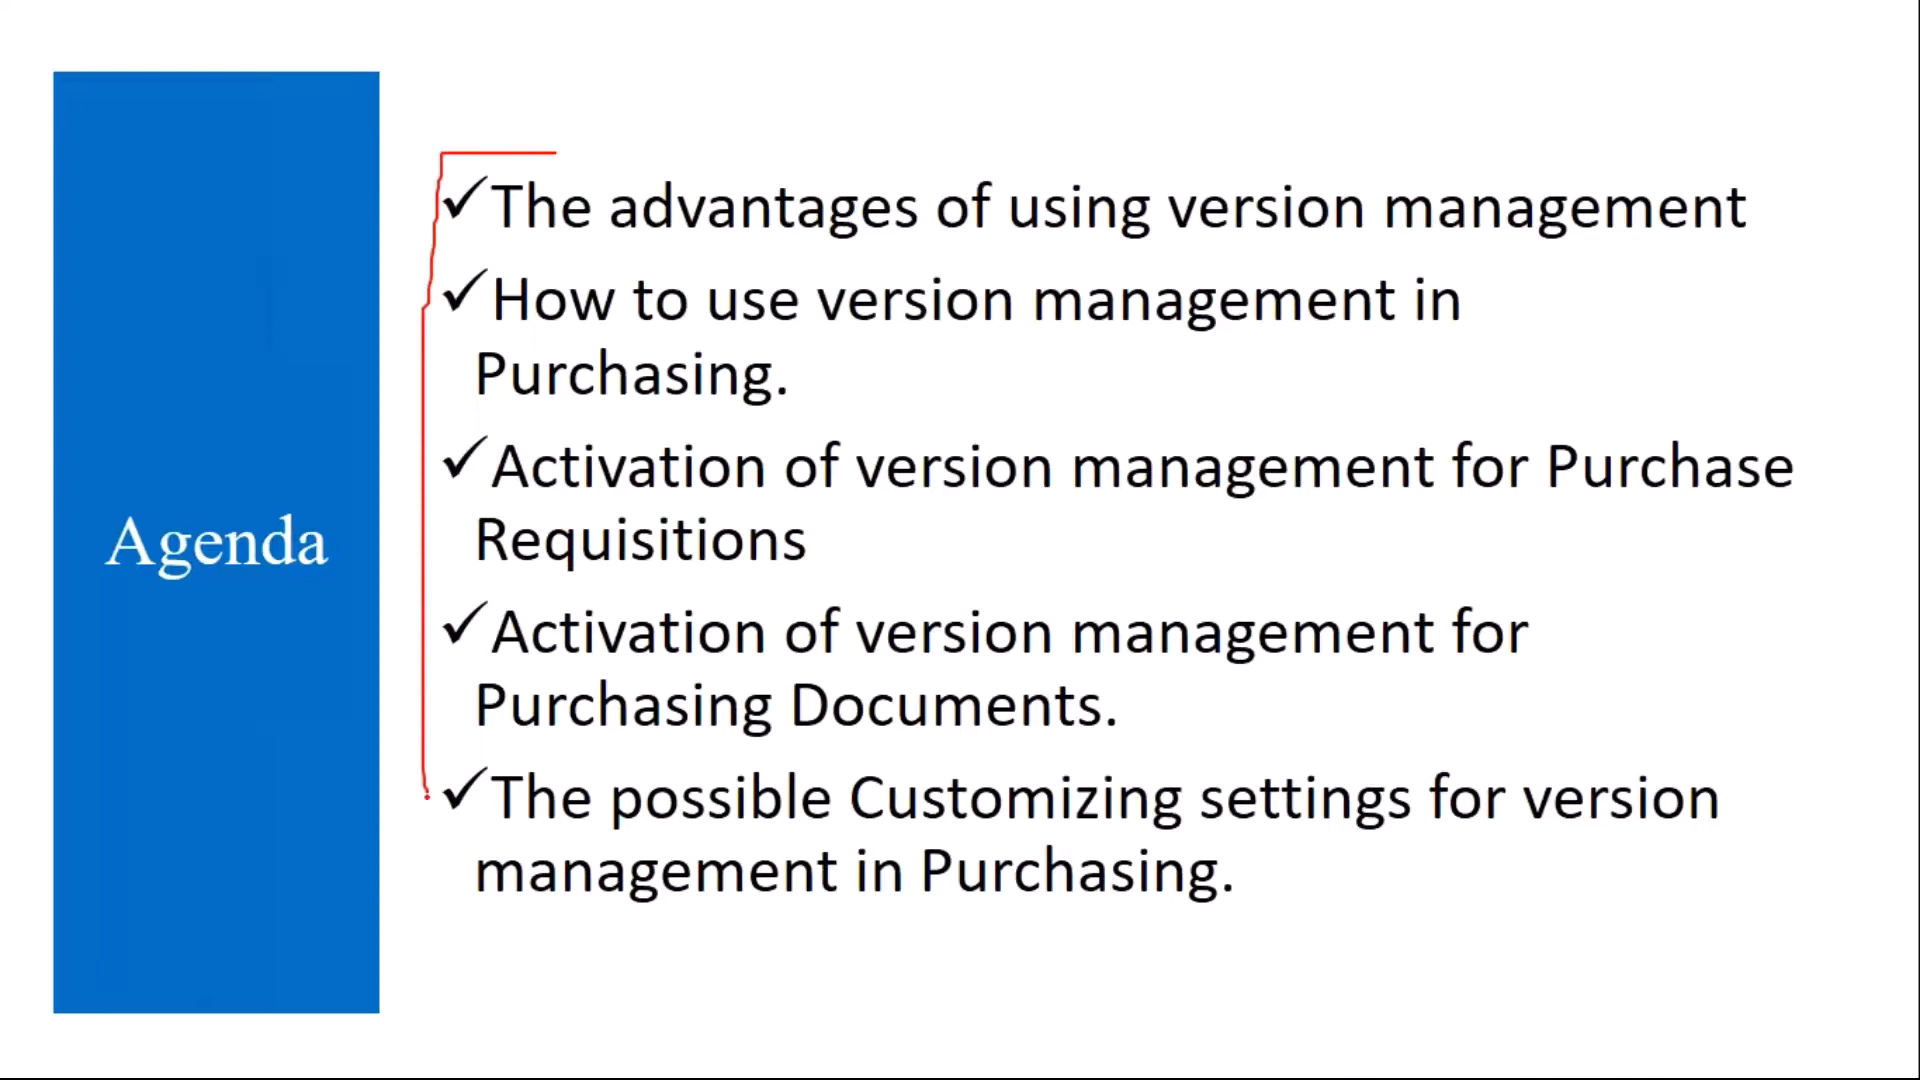 Agenda
✓The advantages of using version management
✓How to use version management in
Purchasing.
✓Activation of version management for Purchase
Requisitions
✓Activation of version management for
Purchasing Documents.
✓The possible Customizing settings for version
management in Purchasing.